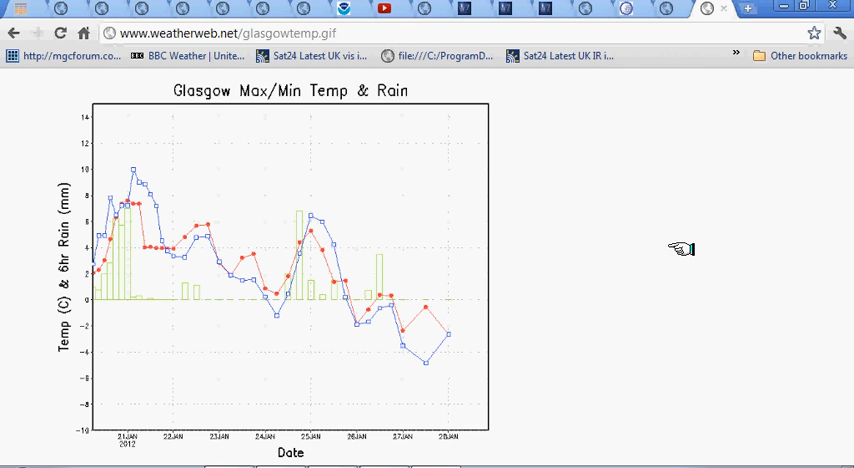 www.weatherweb.net/glasgowtemp.gif
http://mgcforum.co... BBC Weather | Unite... Sat24 Latest UK vis i... file:///C:/ProgramD... Sat24 Latest UK IR i... » Other bookmarks
Glasgow Max/Min Temp & Rain
Temp (C) & 6hr Rain (mm)
14
12
10
8
6
4
2
0
-2
-4
-6
-8
-10
21JAN 22JAN 23JAN 24JAN 25JAN 26JAN 27JAN 28JAN
2012
Date